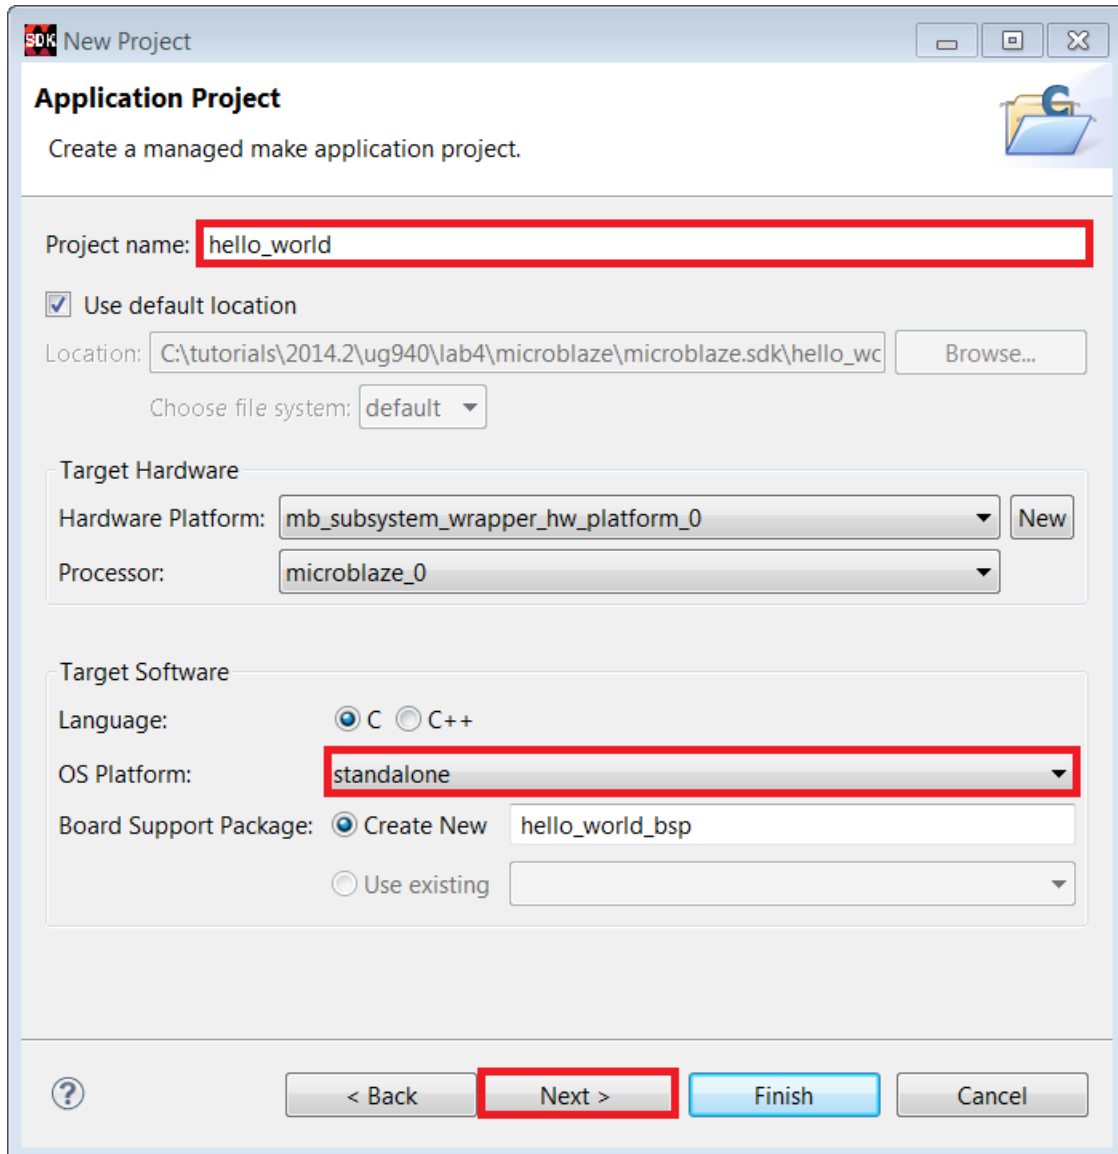 SDK New Project
Application Project
Create a managed make application project.
Project name: hello_world
Use default location
Location: C:\tutorials\2014.2\ug940\lab4\microblaze\microblaze.sdk\hello_wc Browse...
Choose file system: default
Target Hardware
Hardware Platform: mb_subsystem_wrapper_hw_platform_0 New
Processor: microblaze_0
Target Software
Language: C C++
OS Platform: standalone
Board Support Package: Create New hello_world_bsp
Use existing
? < Back Next > Finish Cancel